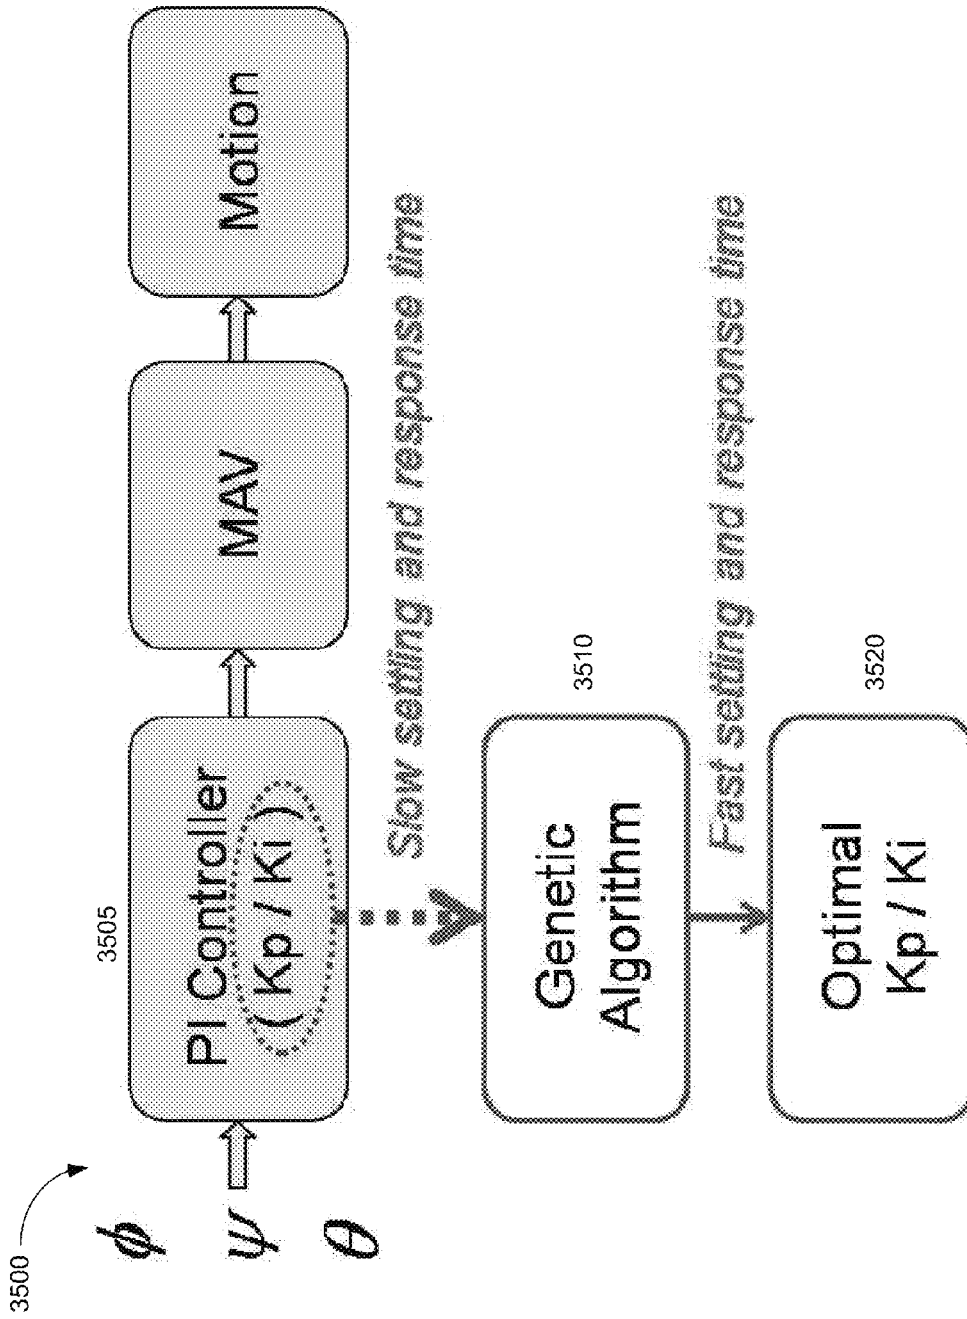 3500
ϕ
ψ
θ
3505
PI Controller
( Kp / Ki )
MAV
Motion
Slow settling and response time
Genetic
Algorithm
3510
Fast settling and response time
Optimal
Kp / Ki
3520